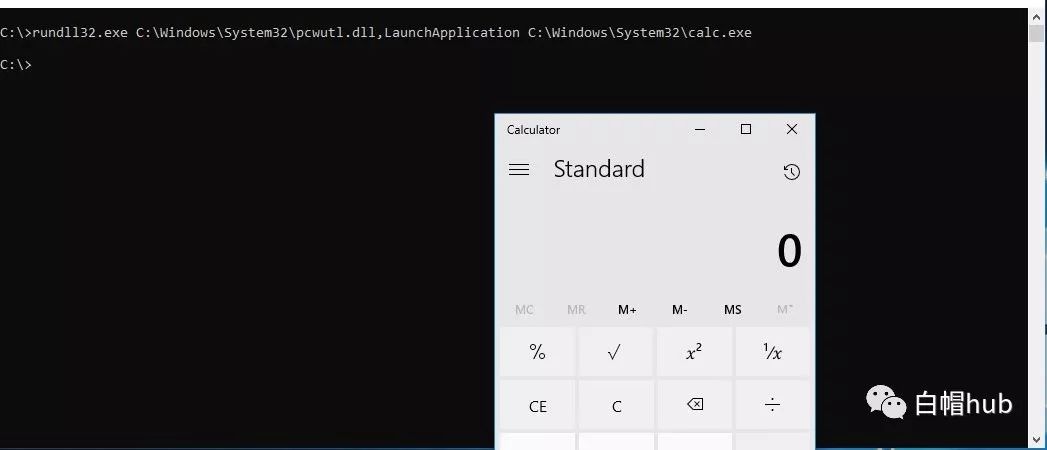 C:\>rundll32.exe C:\Windows\System32\pcwutl.dll,LaunchApplication C:\Windows\System32\calc.exe
C:\>
Calculator
Standard
0
MC MR M+ M- MS M˅
% √ x² ¹/x
CE C ÷
白帽hub